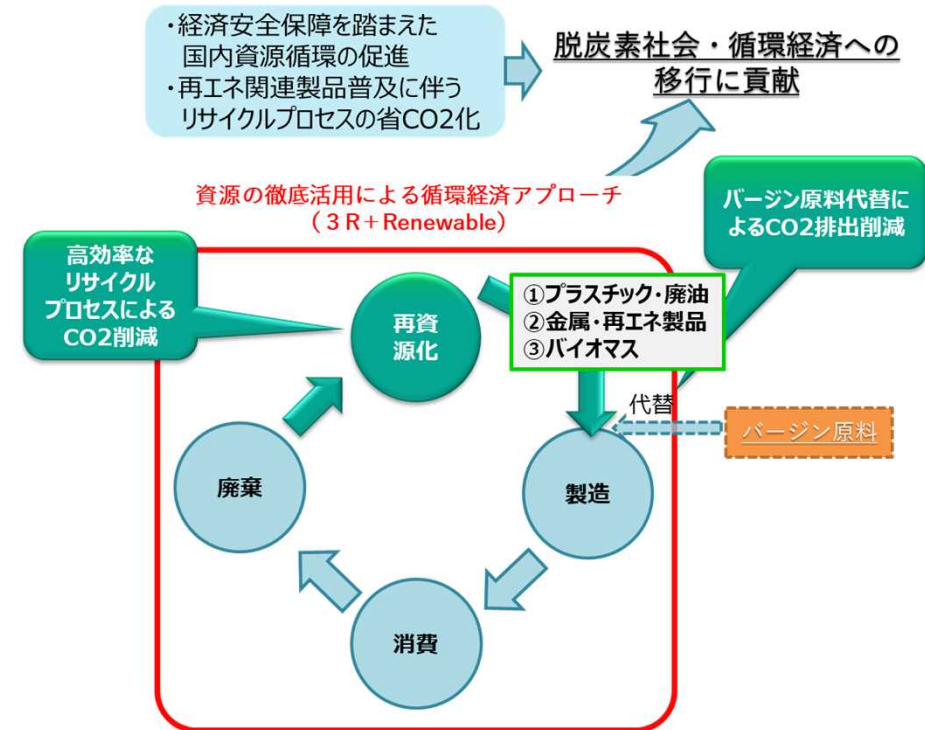 ・経済安全保障を踏まえた
国内資源循環の促進
・再エネ関連製品普及に伴う
リサイクルプロセスの省CO2化
脱炭素社会・循環経済への
移行に貢献
資源の徹底活用による循環経済アプローチ
（３R＋Renewable）
バージン原料代替に
よるCO2排出削減
高効率な
リサイクル
プロセスによる
CO2削減
再資
源化
①プラスチック・廃油
②金属・再エネ製品
③バイオマス
代替
バージン原料
廃棄
製造
消費